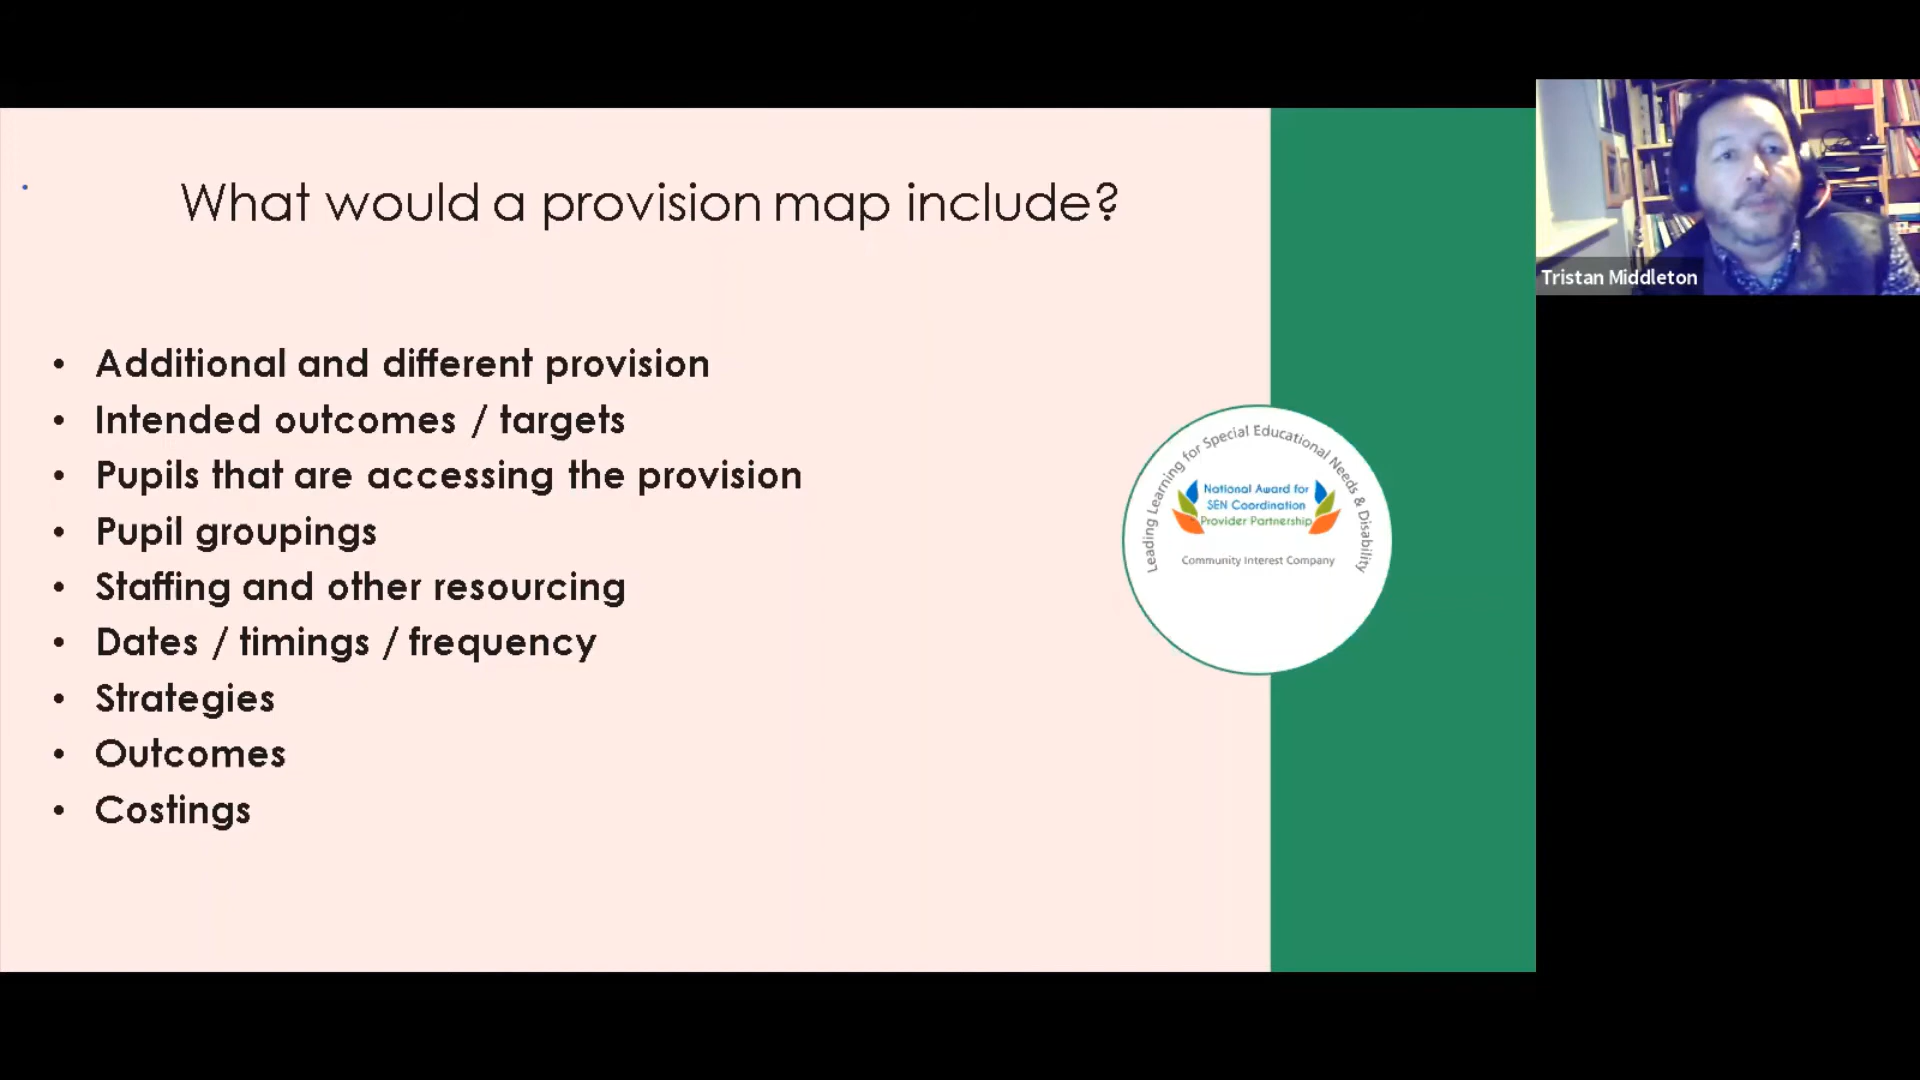 What would a provision map include?
• Additional and different provision
• Intended outcomes / targets
• Pupils that are accessing the provision
• Pupil groupings
• Staffing and other resourcing
• Dates / timings / frequency
• Strategies
• Outcomes
• Costings
Leading Learning for Special Educational Needs & Disability
National Award for
SEN Coordination
Provider Partnership
Community Interest Company
Tristan Middleton